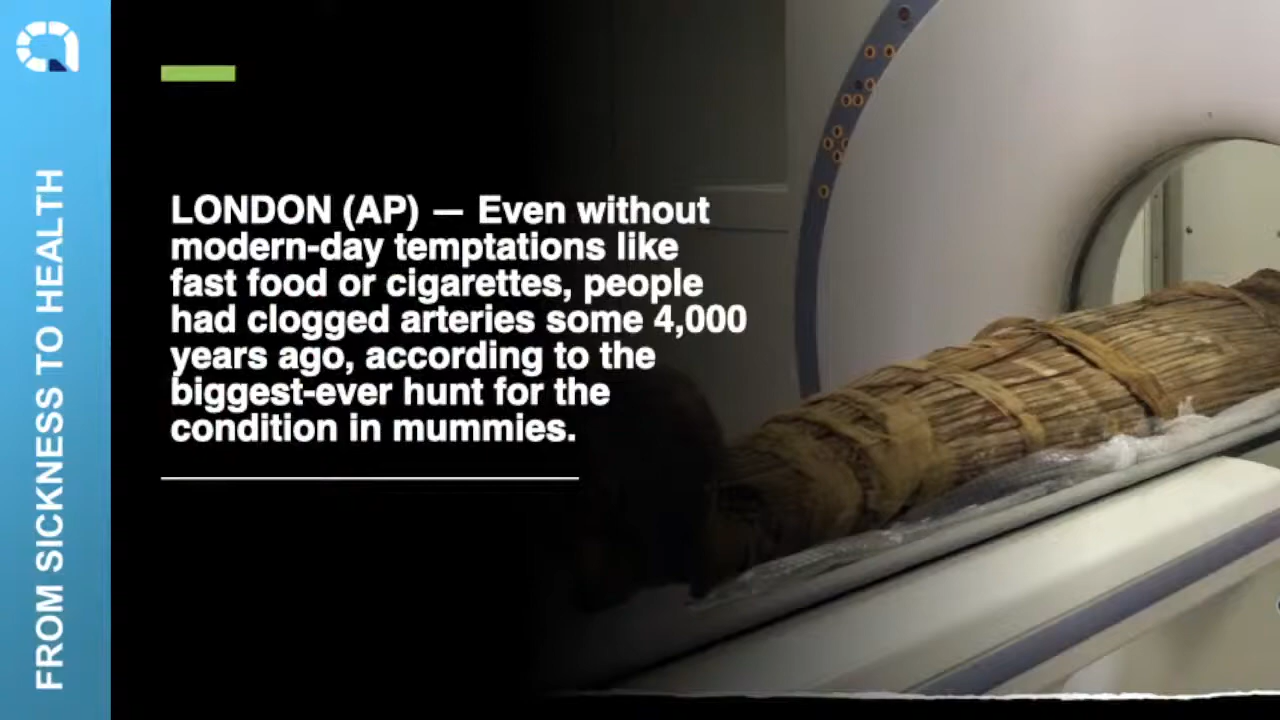 FROM SICKNESS TO HEALTH
LONDON (AP) — Even without
modern-day temptations like
fast food or cigarettes, people
had clogged arteries some 4,000
years ago, according to the
biggest-ever hunt for the
condition in mummies.